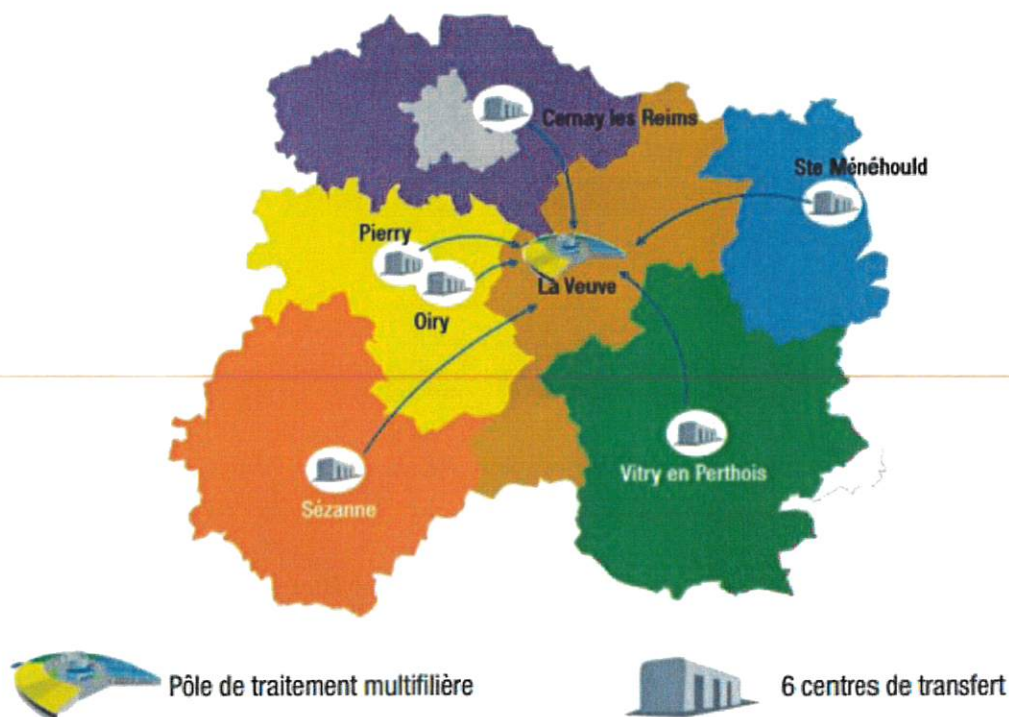 Cernay les Reims
Ste Ménéhould
Pierry
La Veuve
Oiry
Vitry en Perthois
Sézanne
Pôle de traitement multifilière
6 centres de transfert